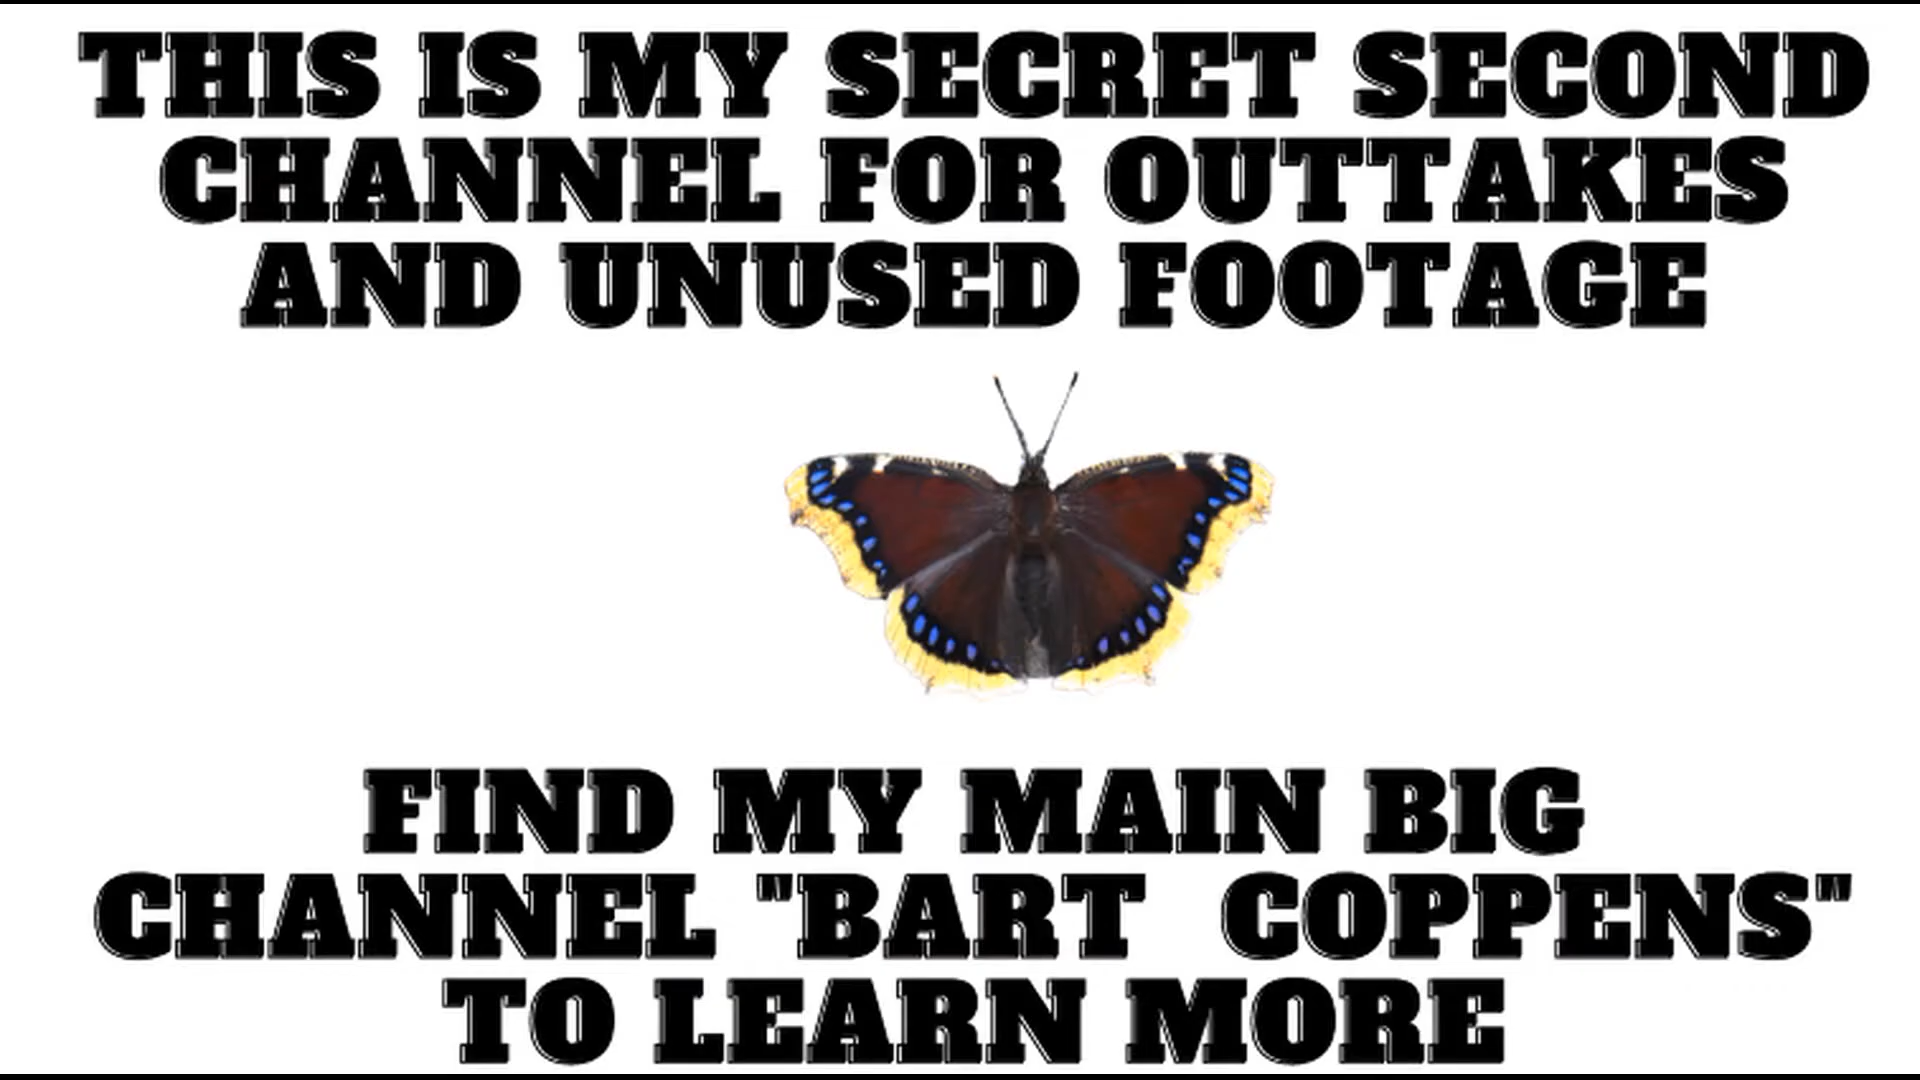 THIS IS MY SECRET SECOND
CHANNEL FOR OUTTAKES
AND UNUSED FOOTAGE
FIND MY MAIN BIG
CHANNEL "BART COPPENS"
TO LEARN MORE